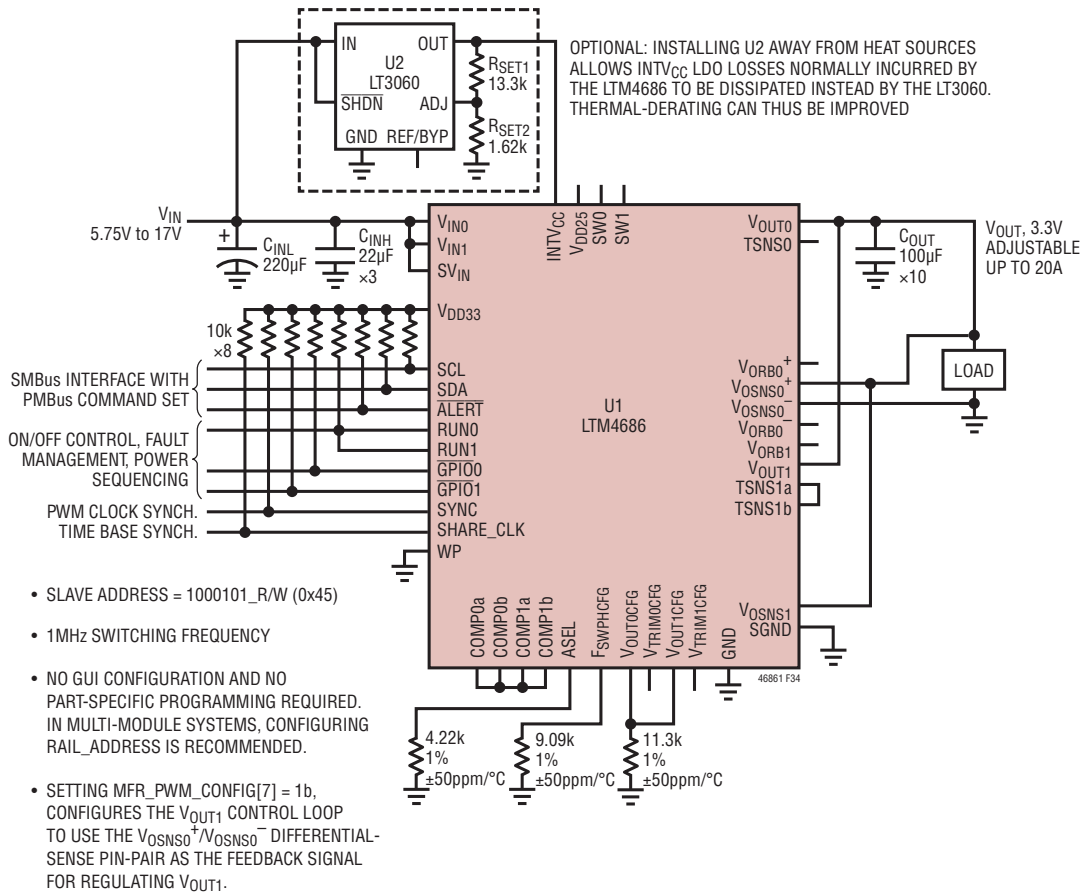 IN
OUT
U2
LT3060
SHDN
ADJ
GND
REF/BYP
RSET1
13.3k
RSET2
1.62k
OPTIONAL: INSTALLING U2 AWAY FROM HEAT SOURCES
ALLOWS INTVCC LDO LOSSES NORMALLY INCURRED BY
THE LTM4686 TO BE DISSIPATED INSTEAD BY THE LT3060.
THERMAL-DERATING CAN THUS BE IMPROVED
VIN
5.75V to 17V
+
CINL
220µF
CINH
22µF
×3
VIN0
VIN1
SVIN
VDD33
INTVCC
VDD25
SW0
SW1
VOUT0
TSNS0
COUT
100µF
×10
VOUT, 3.3V
ADJUSTABLE
UP TO 20A
10k
×8
SMBus INTERFACE WITH
PMBus COMMAND SET
ON/OFF CONTROL, FAULT
MANAGEMENT, POWER
SEQUENCING
PWM CLOCK SYNCH.
TIME BASE SYNCH.
SCL
SDA
ALERT
RUN0
RUN1
GPIO0
GPIO1
SYNC
SHARE_CLK
WP
U1
LTM4686
VORB0+
VOSNS0+
VOSNS0−
VORB0−
VORB1
VOUT1
TSNS1a
TSNS1b
LOAD
VOSNS1
SGND
COMP0a
COMP0b
COMP1a
COMP1b
ASEL
FSWPHCFG
VOUT0CFG
VTRIM0CFG
VOUT1CFG
VTRIM1CFG
GND
46861 F34
4.22k
1%
±50ppm/°C
9.09k
1%
±50ppm/°C
11.3k
1%
±50ppm/°C
• SLAVE ADDRESS = 1000101_R/W (0x45)
• 1MHz SWITCHING FREQUENCY
• NO GUI CONFIGURATION AND NO
PART-SPECIFIC PROGRAMMING REQUIRED.
IN MULTI-MODULE SYSTEMS, CONFIGURING
RAIL_ADDRESS IS RECOMMENDED.
• SETTING MFR_PWM_CONFIG[7] = 1b,
CONFIGURES THE VOUT1 CONTROL LOOP
TO USE THE VOSNS0+/VOSNS0− DIFFERENTIAL-
SENSE PIN-PAIR AS THE FEEDBACK SIGNAL
FOR REGULATING VOUT1.